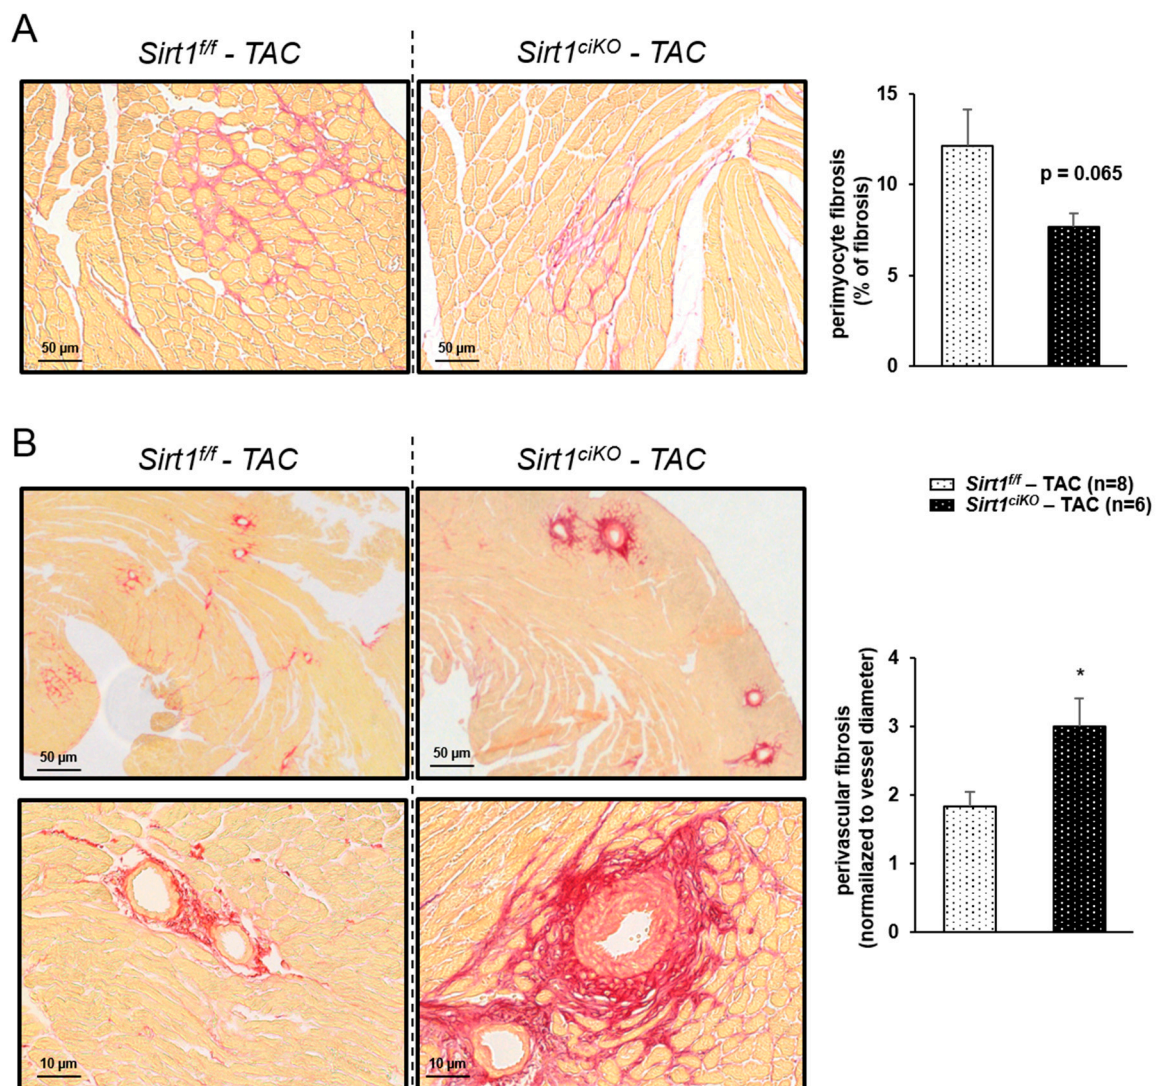 A
Sirt1f/f - TAC
Sirt1ciKO - TAC
50 µm
50 µm
perimyocyte fibrosis
(% of fibrosis)
15
10
5
0
p = 0.065
B
Sirt1f/f - TAC
Sirt1ciKO - TAC
Sirt1f/f – TAC (n=8)
Sirt1ciKO – TAC (n=6)
50 µm
50 µm
10 µm
10 µm
perivascular fibrosis
(normailazed to vessel diameter)
4
3
2
1
0
*